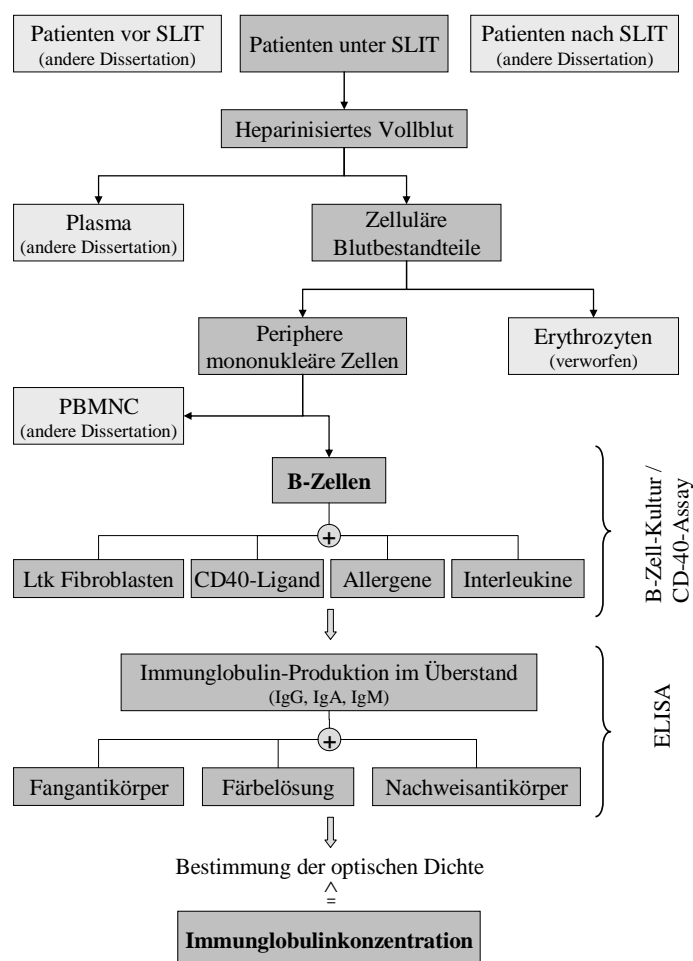 Patienten vor SLIT
(andere Dissertation)
Patienten unter SLIT
Patienten nach SLIT
(andere Dissertation)
Heparinisiertes Vollblut
Plasma
(andere Dissertation)
Zelluläre
Blutbestandteile
Periphere
mononukleäre Zellen
Erythrozyten
(verworfen)
PBMNC
(andere Dissertation)
B-Zellen
+
Ltk Fibroblasten
CD40-Ligand
Allergene
Interleukine
B-Zell-Kultur /
CD-40-Assay
Immunglobulin-Produktion im Überstand
(IgG, IgA, IgM)
+
Fangantikörper
Färbelösung
Nachweisantikörper
ELISA
Bestimmung der optischen Dichte
≙
Immunglobulinkonzentration